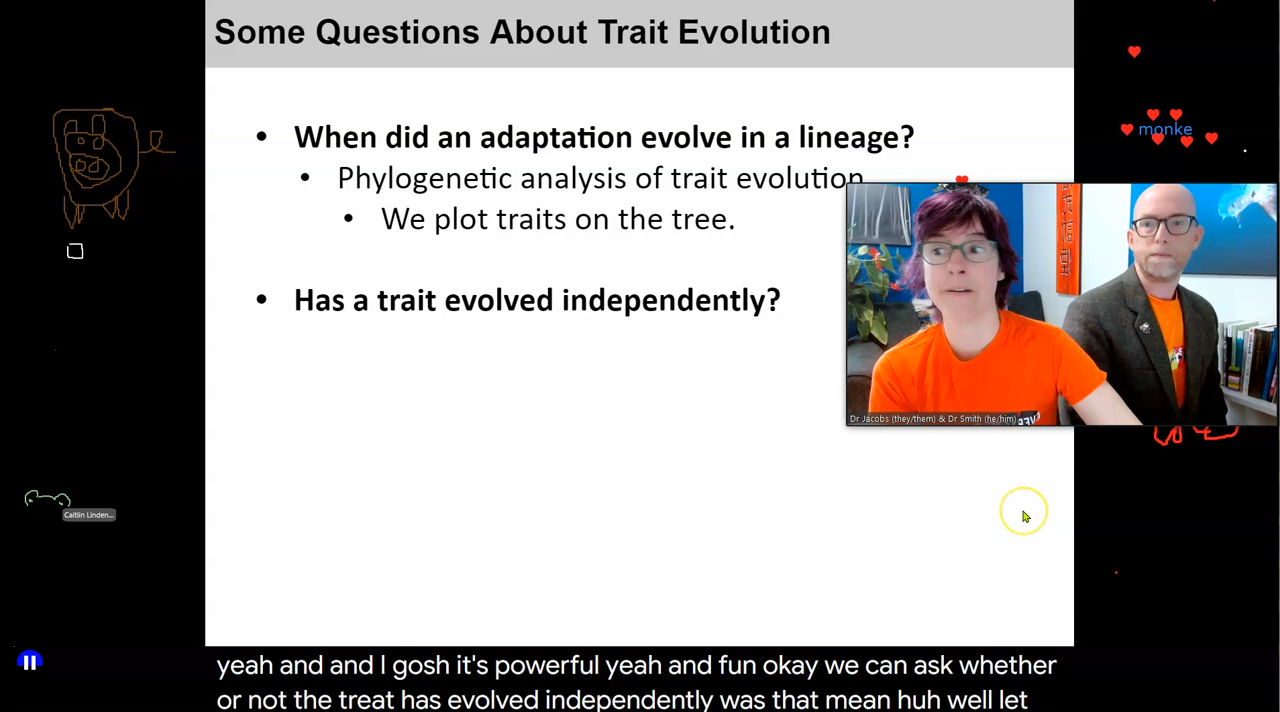 Some Questions About Trait Evolution
• When did an adaptation evolve in a lineage?
• Phylogenetic analysis of trait evolution
• We plot traits on the tree.
• Has a trait evolved independently?
monke
Dr Jacobs (they/them) & Dr Smith (he/him)
Caitlin Linden...
yeah and and I gosh it's powerful yeah and fun okay we can ask whether
or not the treat has evolved independently was that mean huh well let